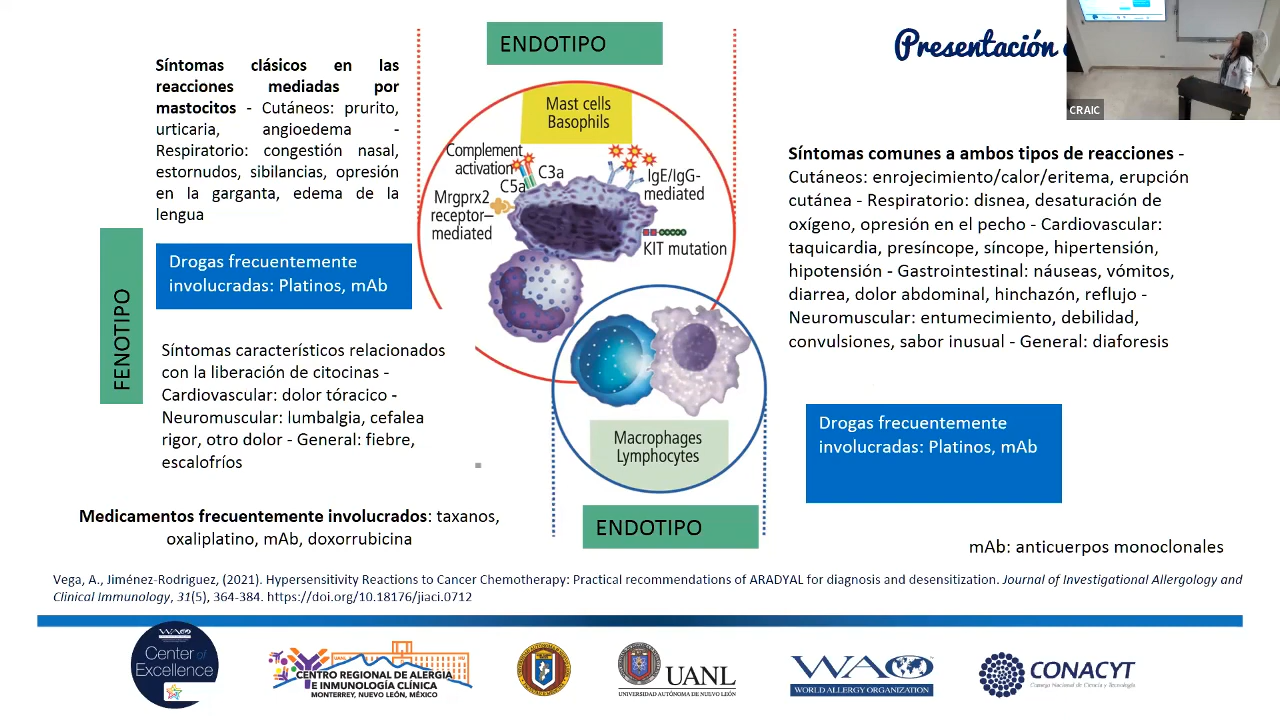 ENDOTIPO
Presentación
CRAIC
Síntomas clásicos en las
reacciones mediadas por
mastocitos - Cutáneos: prurito,
urticaria, angioedema -
Respiratorio: congestión nasal,
estornudos, sibilancias, opresión
en la garganta, edema de la
lengua
Drogas frecuentemente
involucradas: Platinos, mAb
FENOTIPO
Síntomas característicos relacionados
con la liberación de citocinas -
Cardiovascular: dolor tóracico -
Neuromuscular: lumbalgia, cefalea
rigor, otro dolor - General: fiebre,
escalofríos
Medicamentos frecuentemente involucrados: taxanos,
oxaliplatino, mAb, doxorrubicina
Mast cells
Basophils
Complement
activation
C3a
C5a
IgE/IgG-
mediated
Mrgprx2
receptor–
mediated
KIT mutation
Macrophages
Lymphocytes
ENDOTIPO
Síntomas comunes a ambos tipos de reacciones -
Cutáneos: enrojecimiento/calor/eritema, erupción
cutánea - Respiratorio: disnea, desaturación de
oxígeno, opresión en el pecho - Cardiovascular:
taquicardia, presíncope, síncope, hipertensión,
hipotensión - Gastrointestinal: náuseas, vómitos,
diarrea, dolor abdominal, hinchazón, reflujo -
Neuromuscular: entumecimiento, debilidad,
convulsiones, sabor inusual - General: diaforesis
Drogas frecuentemente
involucradas: Platinos, mAb
mAb: anticuerpos monoclonales
Vega, A., Jiménez-Rodriguez, (2021). Hypersensitivity Reactions to Cancer Chemotherapy: Practical recommendations of ARADYAL for diagnosis and desensitization. Journal of Investigational Allergology and
Clinical Immunology, 31(5), 364-384. https://doi.org/10.18176/jiaci.0712
WAO
Center of
Excellence
CENTRO REGIONAL DE ALERGIA
E INMUNOLOGÍA CLÍNICA
MONTERREY, NUEVO LEÓN, MÉXICO
UANL
UNIVERSIDAD AUTÓNOMA DE NUEVO LEÓN
WAO
WORLD ALLERGY ORGANIZATION
CONACYT
Consejo Nacional de Ciencia y Tecnología